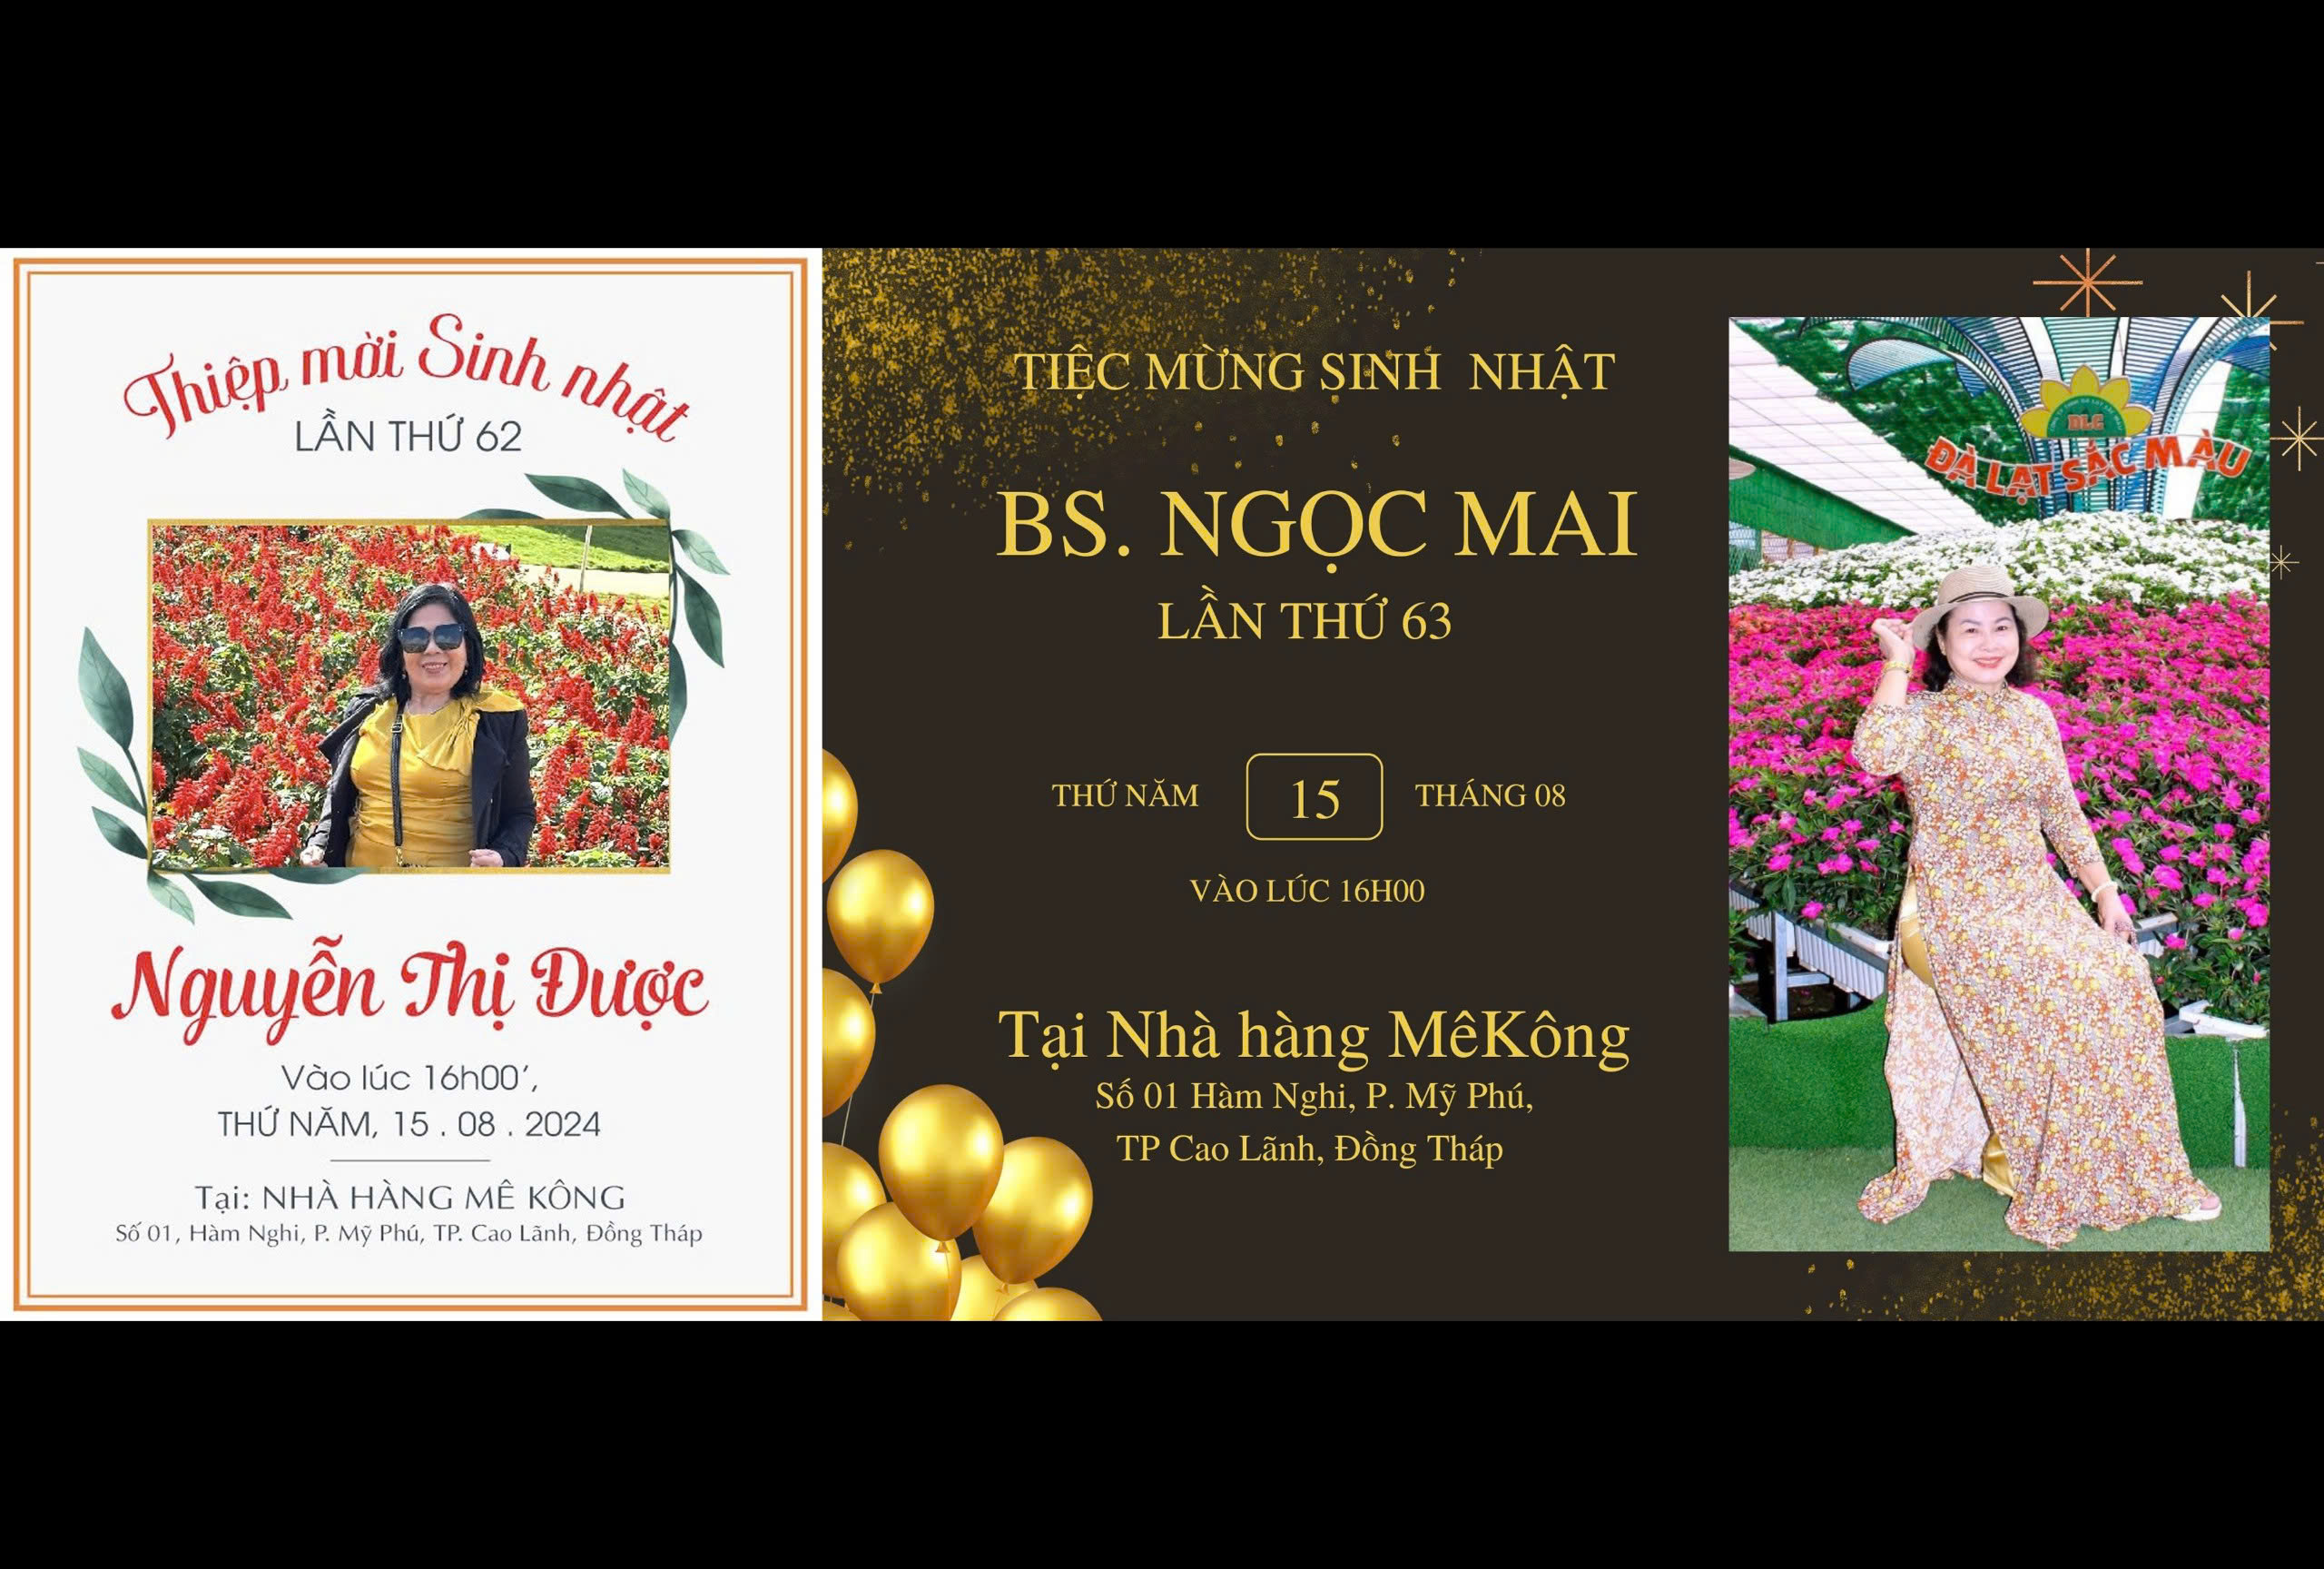 Thiệp mời Sinh nhật
LẦN THỨ 62
Nguyễn Thị Được
Vào lúc 16h00’,
THỨ NĂM, 15 . 08 . 2024
Tại: NHÀ HÀNG MÊ KÔNG
Số 01, Hàm Nghi, P. Mỹ Phú, TP. Cao Lãnh, Đồng Tháp
TIỆC MỪNG SINH NHẬT
BS. NGỌC MAI
LẦN THỨ 63
THỨ NĂM 15 THÁNG 08
VÀO LÚC 16H00
Tại Nhà hàng MêKông
Số 01 Hàm Nghi, P. Mỹ Phú,
TP Cao Lãnh, Đồng Tháp
DLG
ĐÀ LẠT SẮC MÀU